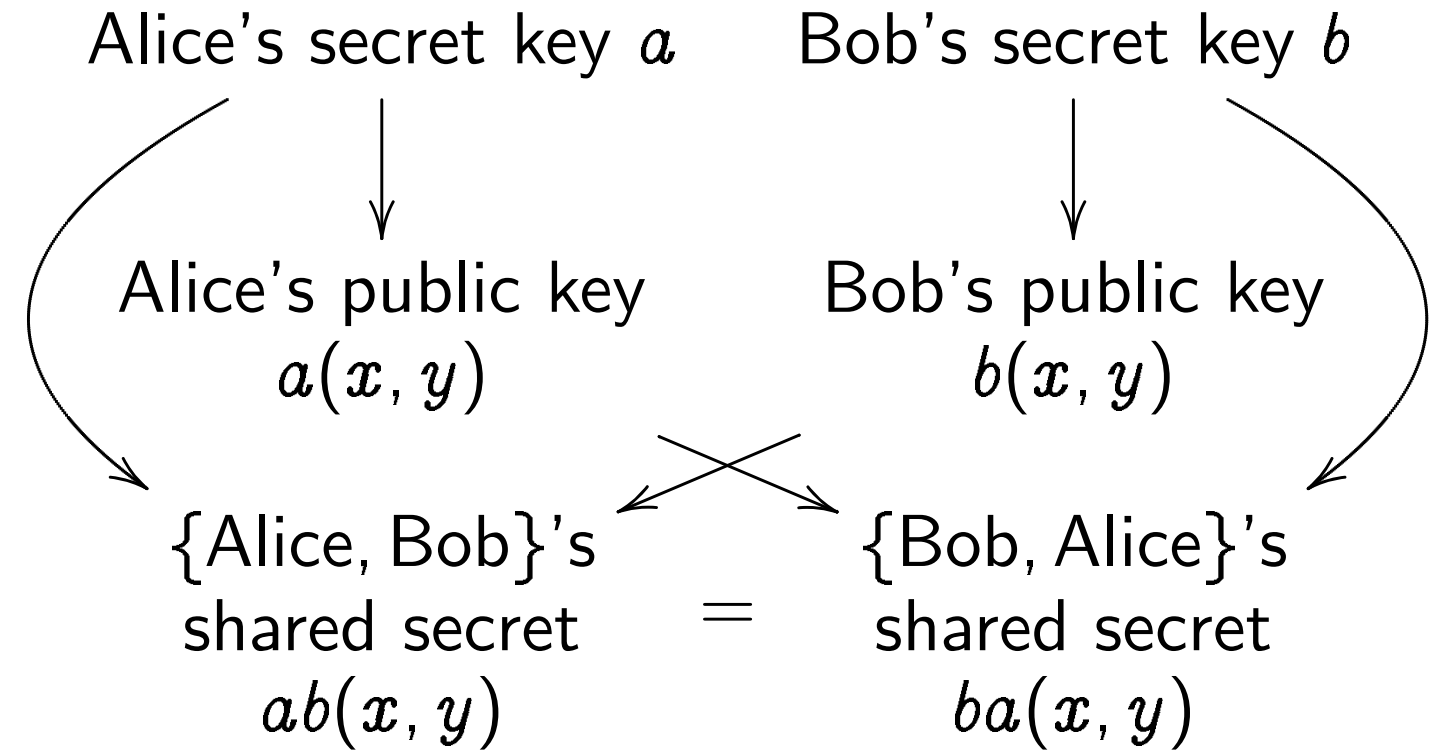 Alice's secret key a
Bob's secret key b
Alice's public key
a(x, y)
Bob's public key
b(x, y)
{Alice, Bob}'s
shared secret
ab(x, y)
=
{Bob, Alice}'s
shared secret
ba(x, y)